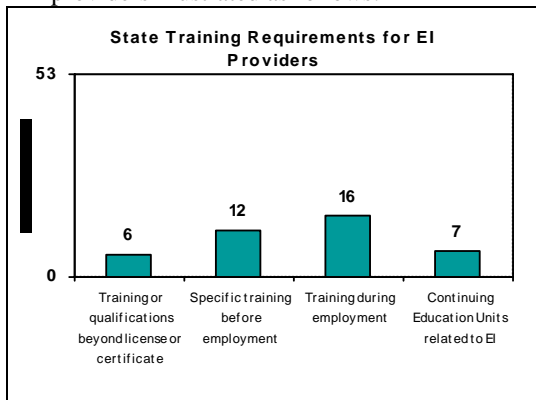 State Training Requirements for EI
Providers
53
16
12
7
6
0
Training or
qualifications
beyond license or
certificate
Specific training
before
employment
Training during
employment
Continuing
Education Units
related to EI